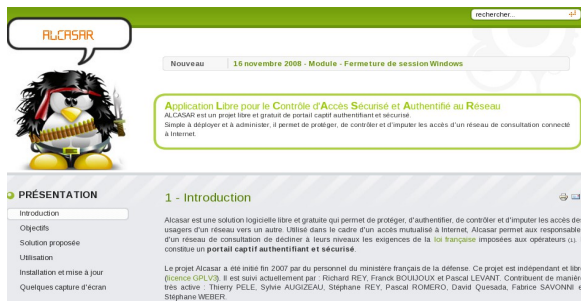 rechercher...
ALCASAR
Nouveau 16 novembre 2008 - Module - Fermeture de session Windows
Application Libre pour le Contrôle d'Accès Sécurisé et Authentifié au Réseau
ALCASAR est un projet libre et gratuit de portail captif authentifiant et sécurisé.
Simple à déployer et à administrer, il permet de protéger, de contrôler et d'imputer les accès d'un réseau de consultation connecté
à Internet.
PRÉSENTATION
Introduction
Objectifs
Solution proposée
Utilisation
Installation et mise à jour
Quelques capture d'écran
1 - Introduction
Alcasar est une solution logicielle libre et gratuite qui permet de protéger, d'authentifier, de contrôler et d'imputer les accès des
usagers d'un réseau vers un autre. Utilisé dans le cadre d'un accès mutualisé à Internet, Alcasar permet aux responsable
d'un réseau de consultation de décliner à leurs niveaux les exigences de la loi française imposées aux opérateurs (1).
constitue un portail captif authentifiant et sécurisé.
Le projet Alcasar a été initié fin 2007 par du personnel du ministère français de la défense. Ce projet est indépendant et libr
(licence GPLV3). Il est suivi actuellement par : Richard REY, Franck BOUIJOUX et Pascal LEVANT. Contribuent de manière
très active : Thierry PELE, Sylvie AUGIZEAU, Stéphane REY, Pascal ROMERO, David Quesada, Fabrice SAVONNI e
Stéphane WEBER.